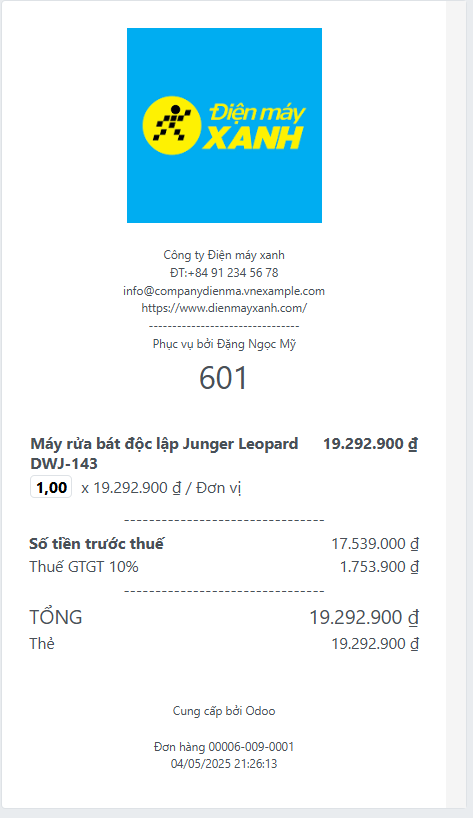 Điện máy
XANH
Công ty Điện máy xanh
ĐT:+84 91 234 56 78
info@companydienma.vnexample.com
https://www.dienmayxanh.com/
--------------------------------
Phục vụ bởi Đặng Ngọc Mỹ
601
Máy rửa bát độc lập Junger Leopard 19.292.900 ₫
DWJ-143
1,00 x 19.292.900 ₫ / Đơn vị
--------------------------------
Số tiền trước thuế 17.539.000 ₫
Thuế GTGT 10% 1.753.900 ₫
--------------------------------
TỔNG 19.292.900 ₫
Thẻ 19.292.900 ₫
Cung cấp bởi Odoo
Đơn hàng 00006-009-0001
04/05/2025 21:26:13